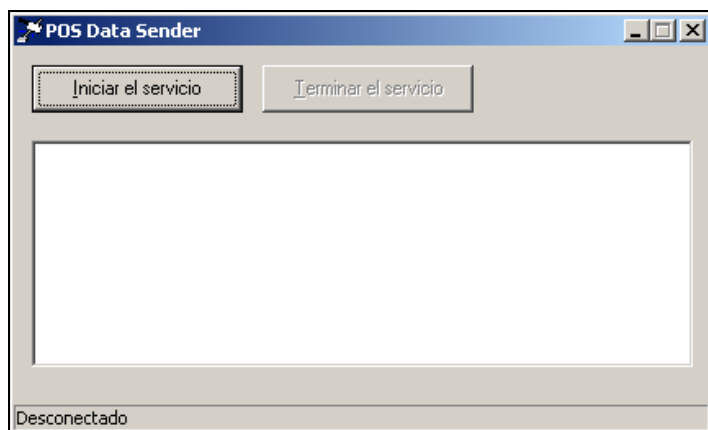 POS Data Sender
Iniciar el servicio
Terminar el servicio
Desconectado